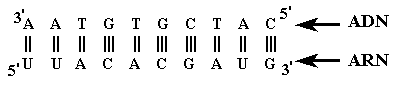 3' A A T G T G C T A C 5' ADN
5' U U A C A C G A U G 3' ARN